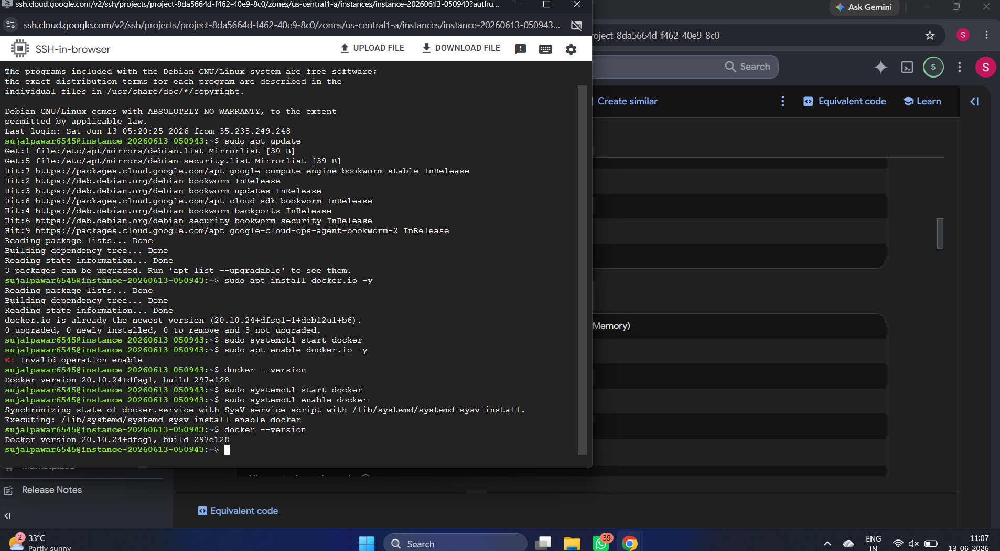 ssh.cloud.google.com/v2/ssh/projects/project-8da5664d-f462-40e9-8c0/zones/us-central1-a/instances/instance-20260613-050943?authu...
ssh.cloud.google.com/v2/ssh/projects/project-8da5664d-f462-40e9-8c0/zones/us-central1-a/instances/instance-20260613-050943...
SSH-in-browser
UPLOAD FILE
DOWNLOAD FILE
The programs included with the Debian GNU/Linux system are free software;
the exact distribution terms for each program are described in the
individual files in /usr/share/doc/*/copyright.
Debian GNU/Linux comes with ABSOLUTELY NO WARRANTY, to the extent
permitted by applicable law.
Last login: Sat Jun 13 05:20:25 2026 from 35.235.249.248
sujalpawar6545@instance-20260613-050943:~$ sudo apt update
Get:1 file:/etc/apt/mirrors/debian.list Mirrorlist [30 B]
Get:5 file:/etc/apt/mirrors/debian-security.list Mirrorlist [39 B]
Hit:7 https://packages.cloud.google.com/apt google-compute-engine-bookworm-stable InRelease
Hit:2 https://deb.debian.org/debian bookworm InRelease
Hit:3 https://deb.debian.org/debian bookworm-updates InRelease
Hit:8 https://packages.cloud.google.com/apt cloud-sdk-bookworm InRelease
Hit:4 https://deb.debian.org/debian bookworm-backports InRelease
Hit:6 https://deb.debian.org/debian-security bookworm-security InRelease
Hit:9 https://packages.cloud.google.com/apt google-cloud-ops-agent-bookworm-2 InRelease
Reading package lists... Done
Building dependency tree... Done
Reading state information... Done
3 packages can be upgraded. Run 'apt list --upgradable' to see them.
sujalpawar6545@instance-20260613-050943:~$ sudo apt install docker.io -y
Reading package lists... Done
Building dependency tree... Done
Reading state information... Done
docker.io is already the newest version (20.10.24+dfsg1-1+deb12u1+b6).
0 upgraded, 0 newly installed, 0 to remove and 3 not upgraded.
sujalpawar6545@instance-20260613-050943:~$ sudo systemctl start docker
sujalpawar6545@instance-20260613-050943:~$ sudo apt enable docker.io -y
E: Invalid operation enable
sujalpawar6545@instance-20260613-050943:~$ docker --version
Docker version 20.10.24+dfsg1, build 297e128
sujalpawar6545@instance-20260613-050943:~$ sudo systemctl start docker
sujalpawar6545@instance-20260613-050943:~$ sudo systemctl enable docker
Synchronizing state of docker.service with SysV service script with /lib/systemd/systemd-sysv-install.
Executing: /lib/systemd/systemd-sysv-install enable docker
sujalpawar6545@instance-20260613-050943:~$ docker --version
Docker version 20.10.24+dfsg1, build 297e128
sujalpawar6545@instance-20260613-050943:~$
Ask Gemini
roject-8da5664d-f462-40e9-8c0
S
Search
5
S
Create similar
Equivalent code
Learn
Memory)
Release Notes
Equivalent code
2
33°C
Partly sunny
Search
39
ENG
IN
11:07
13 06 2026